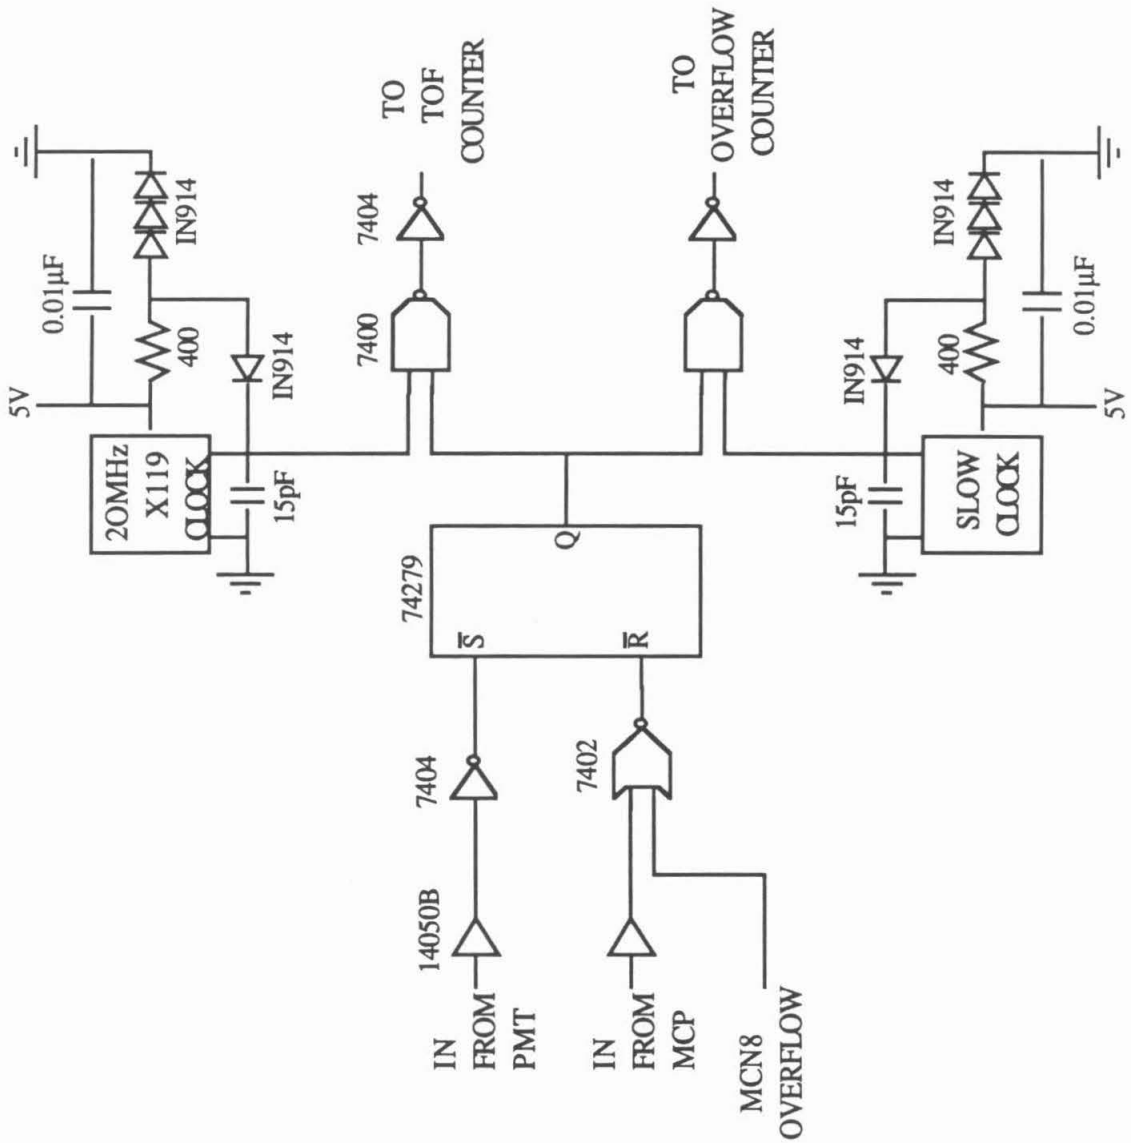 5V
0.01µF
20MHz
X119
CLOCK
400
IN914
IN914
15pF
7400
7404
TO
TOF
COUNTER
74279
S̅
Q
R̅
14050B
7404
IN
FROM
PMT
7402
IN
FROM
MCP
MCN8
OVERFLOW
TO
OVERFLOW
COUNTER
15pF
IN914
IN914
SLOW
CLOCK
400
0.01µF
5V